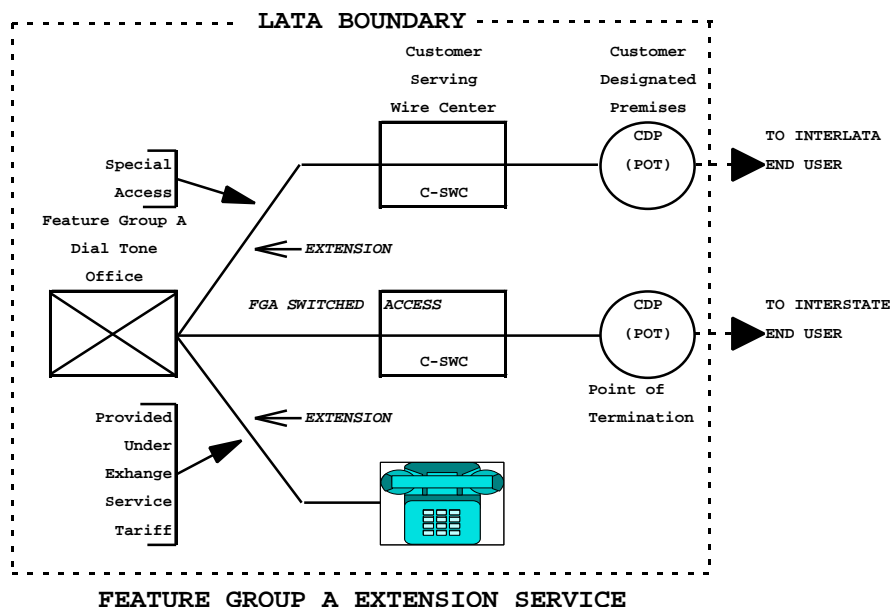 LATA BOUNDARY
Customer
Serving
Wire Center
Customer
Designated
Premises
CDP
(POT)
TO INTERLATA
END USER
Special
Access
C-SWC
Feature Group A
Dial Tone
Office
EXTENSION
FGA SWITCHED ACCESS
CDP
(POT)
TO INTERSTATE
END USER
C-SWC
Point of
Termination
EXTENSION
Provided
Under
Exhange
Service
Tariff
FEATURE GROUP A EXTENSION SERVICE